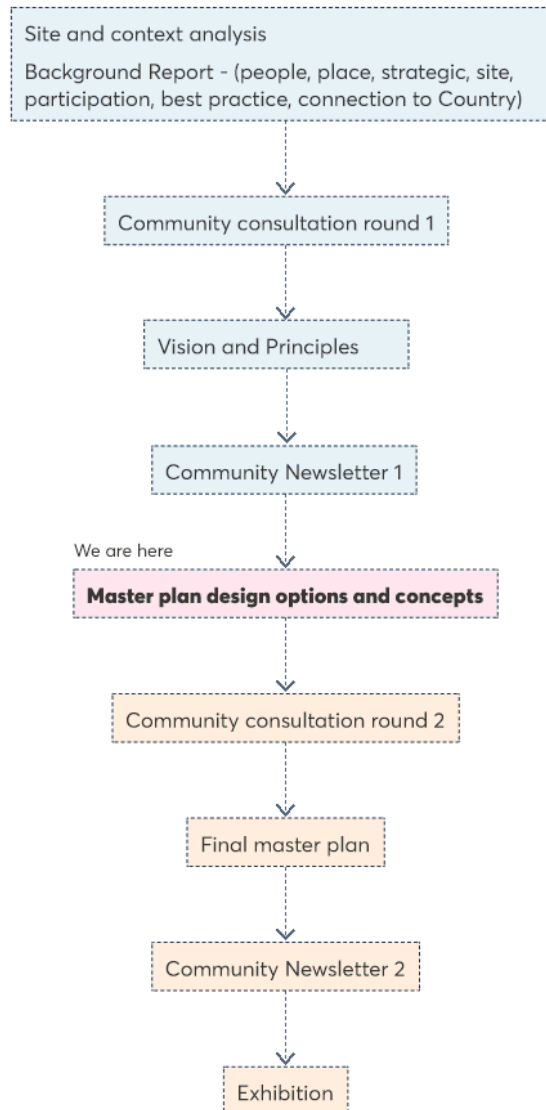 Site and context analysis
Background Report - (people, place, strategic, site,
participation, best practice, connection to Country)
Community consultation round 1
Vision and Principles
Community Newsletter 1
We are here
Master plan design options and concepts
Community consultation round 2
Final master plan
Community Newsletter 2
Exhibition